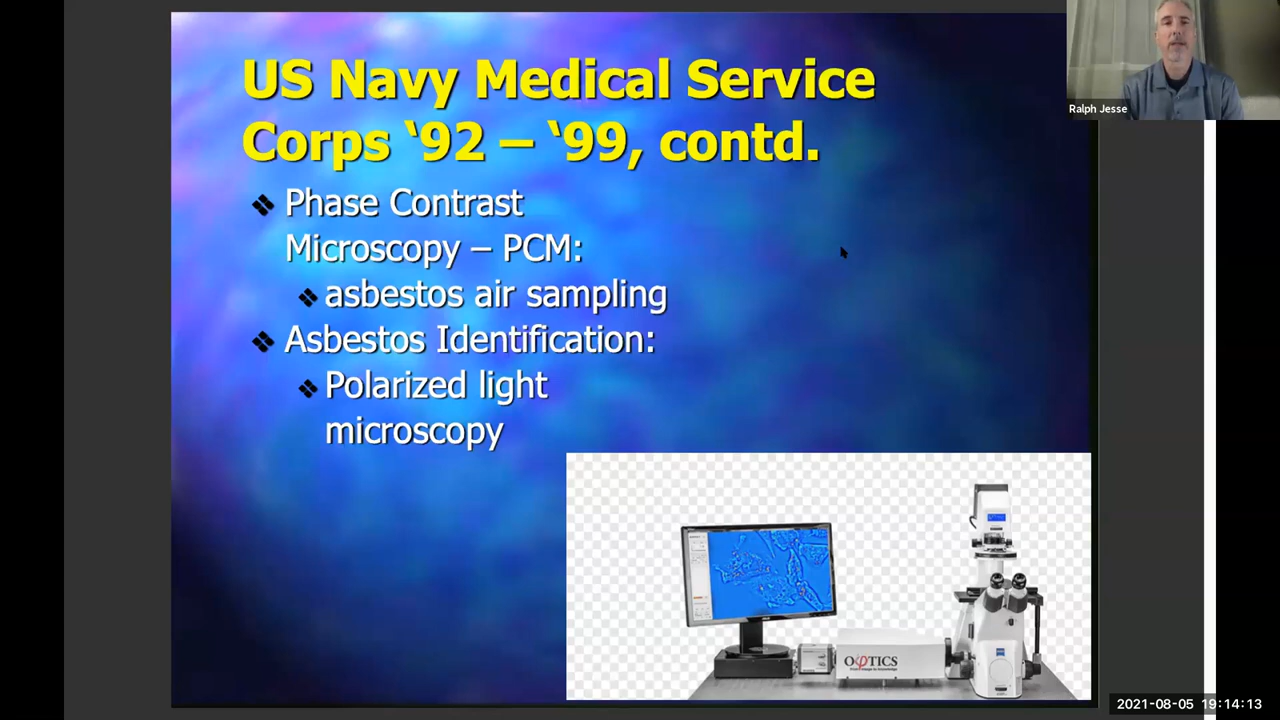 US Navy Medical Service
Corps ‘92 – ‘99, contd.
Ralph Jesse
Phase Contrast
Microscopy – PCM:
asbestos air sampling
Asbestos Identification:
Polarized light
microscopy
OφTICS
2021-08-05 19:14:13